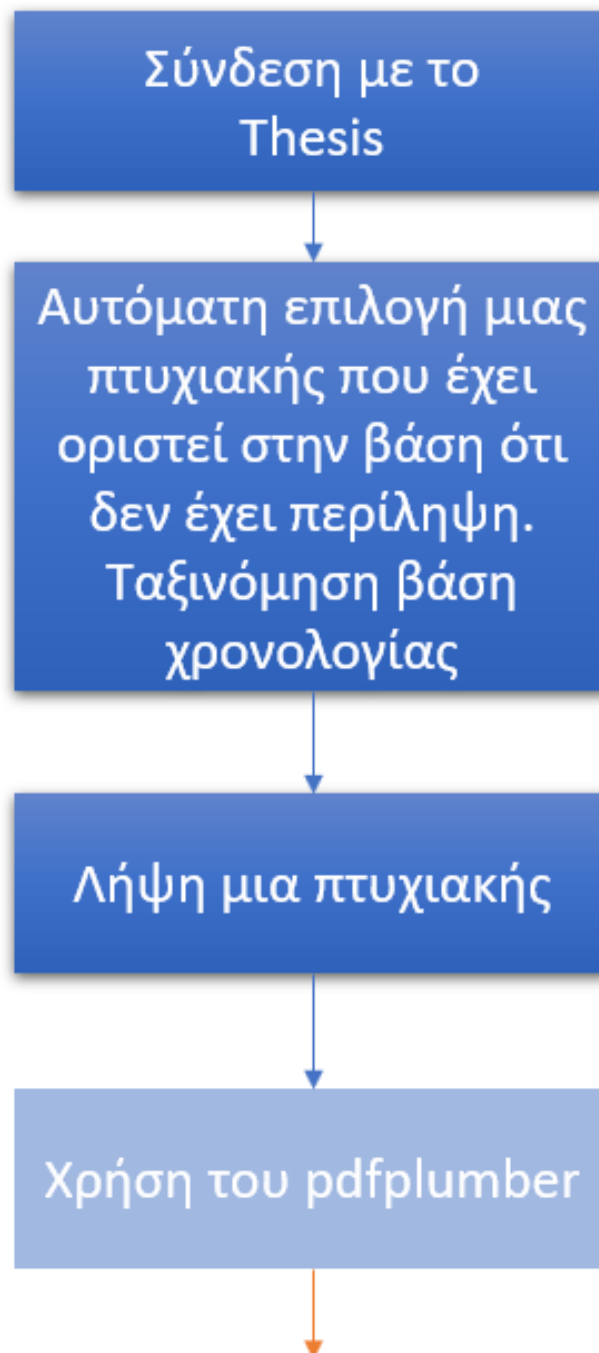 Σύνδεση με το
Thesis
Αυτόματη επιλογή μιας
πτυχιακής που έχει
οριστεί στην βάση ότι
δεν έχει περίληψη.
Ταξινόμηση βάση
χρονολογίας
Λήψη μια πτυχιακής
Χρήση του pdfplumber